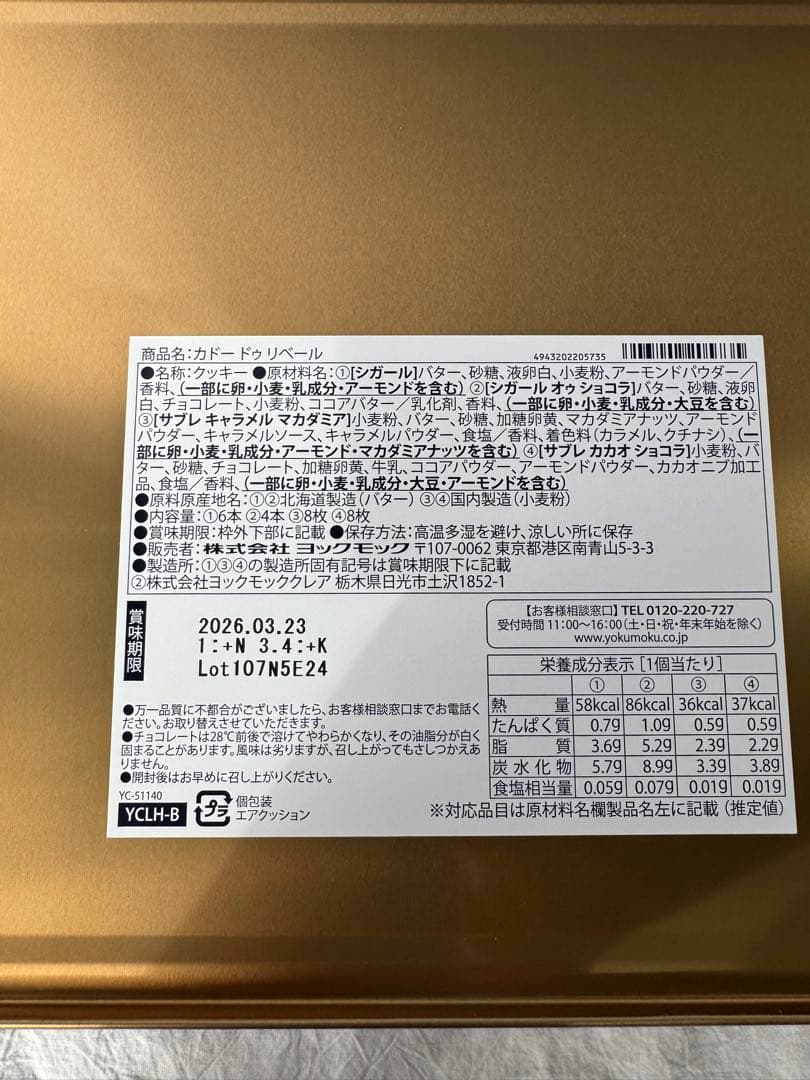 商品名:カドー ドゥ リベール
4943202205735
●名称:クッキー ●原材料名:①[シガール]バター、砂糖、液卵白、小麦粉、アーモンドパウダー／
香料、(一部に卵・小麦・乳成分・アーモンドを含む) ②[シガール オゥ ショコラ]バター、砂糖、液卵
白、チョコレート、小麦粉、ココアバター／乳化剤、香料、(一部に卵・小麦・乳成分・大豆を含む)
③[サブレ キャラメル マカダミア]小麦粉、バター、砂糖、加糖卵黄、マカダミアナッツ、アーモンド
パウダー、キャラメルソース、キャラメルパウダー、食塩／香料、着色料(カラメル、クチナシ)、(一
部に卵・小麦・乳成分・アーモンド・マカダミアナッツを含む) ④[サブレ カカオ ショコラ]小麦粉、バ
ター、砂糖、チョコレート、加糖卵黄、牛乳、ココアパウダー、アーモンドパウダー、カカオニブ加工
品、食塩／香料、(一部に卵・小麦・乳成分・大豆・アーモンドを含む)
●原料原産地名:①②北海道製造(バター) ③④国内製造(小麦粉)
●内容量:①6本 ②4本 ③8枚 ④8枚
●賞味期限:枠外下部に記載 ●保存方法:高温多湿を避け、涼しい所に保存
●販売者:株式会社 ヨックモック 〒107-0062 東京都港区南青山5-3-3
●製造所:①③④の製造所固有記号は賞味期限下に記載
②株式会社ヨックモッククレア 栃木県日光市土沢1852-1
賞味期限
2026.03.23
1:+N 3.4:+K
Lot107N5E24
【お客様相談窓口】TEL 0120-220-727
受付時間 11:00～16:00(土・日・祝・年末年始を除く)
www.yokumoku.co.jp
栄養成分表示 [1個当たり]
① ② ③ ④
熱量 58kcal 86kcal 36kcal 37kcal
たんぱく質 0.7g 1.0g 0.5g 0.5g
脂質 3.6g 5.2g 2.3g 2.2g
炭水化物 5.7g 8.9g 3.3g 3.8g
食塩相当量 0.05g 0.07g 0.01g 0.01g
※対応品目は原材料名欄製品名左に記載 (推定値)
●万一品質に不都合がございましたら、お客様相談窓口までお電話く
ださい。お取り替えさせていただきます。
●チョコレートは28℃前後で溶けてやわらかくなり、その油脂分が白く
固まることがあります。風味は劣りますが、召し上がってもさしつかえあ
りません。
●開封後はお早めに召し上がりください。
YC-51140
YCLH-B
プラ
個包装
エアクッション